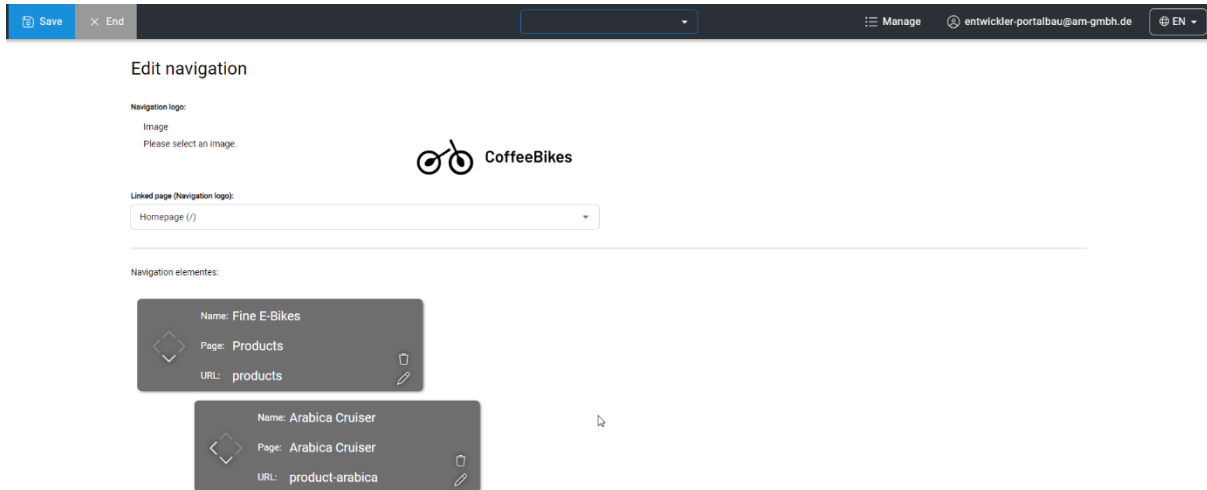 Save
End
Manage
entwickler-portalbau@am-gmbh.de
EN
Edit navigation
Navigation logo:
Image
Please select an image.
CoffeeBikes
Linked page (Navigation logo):
Homepage (/)
Navigation elementes:
Name: Fine E-Bikes
Page: Products
URL: products
Name: Arabica Cruiser
Page: Arabica Cruiser
URL: product-arabica